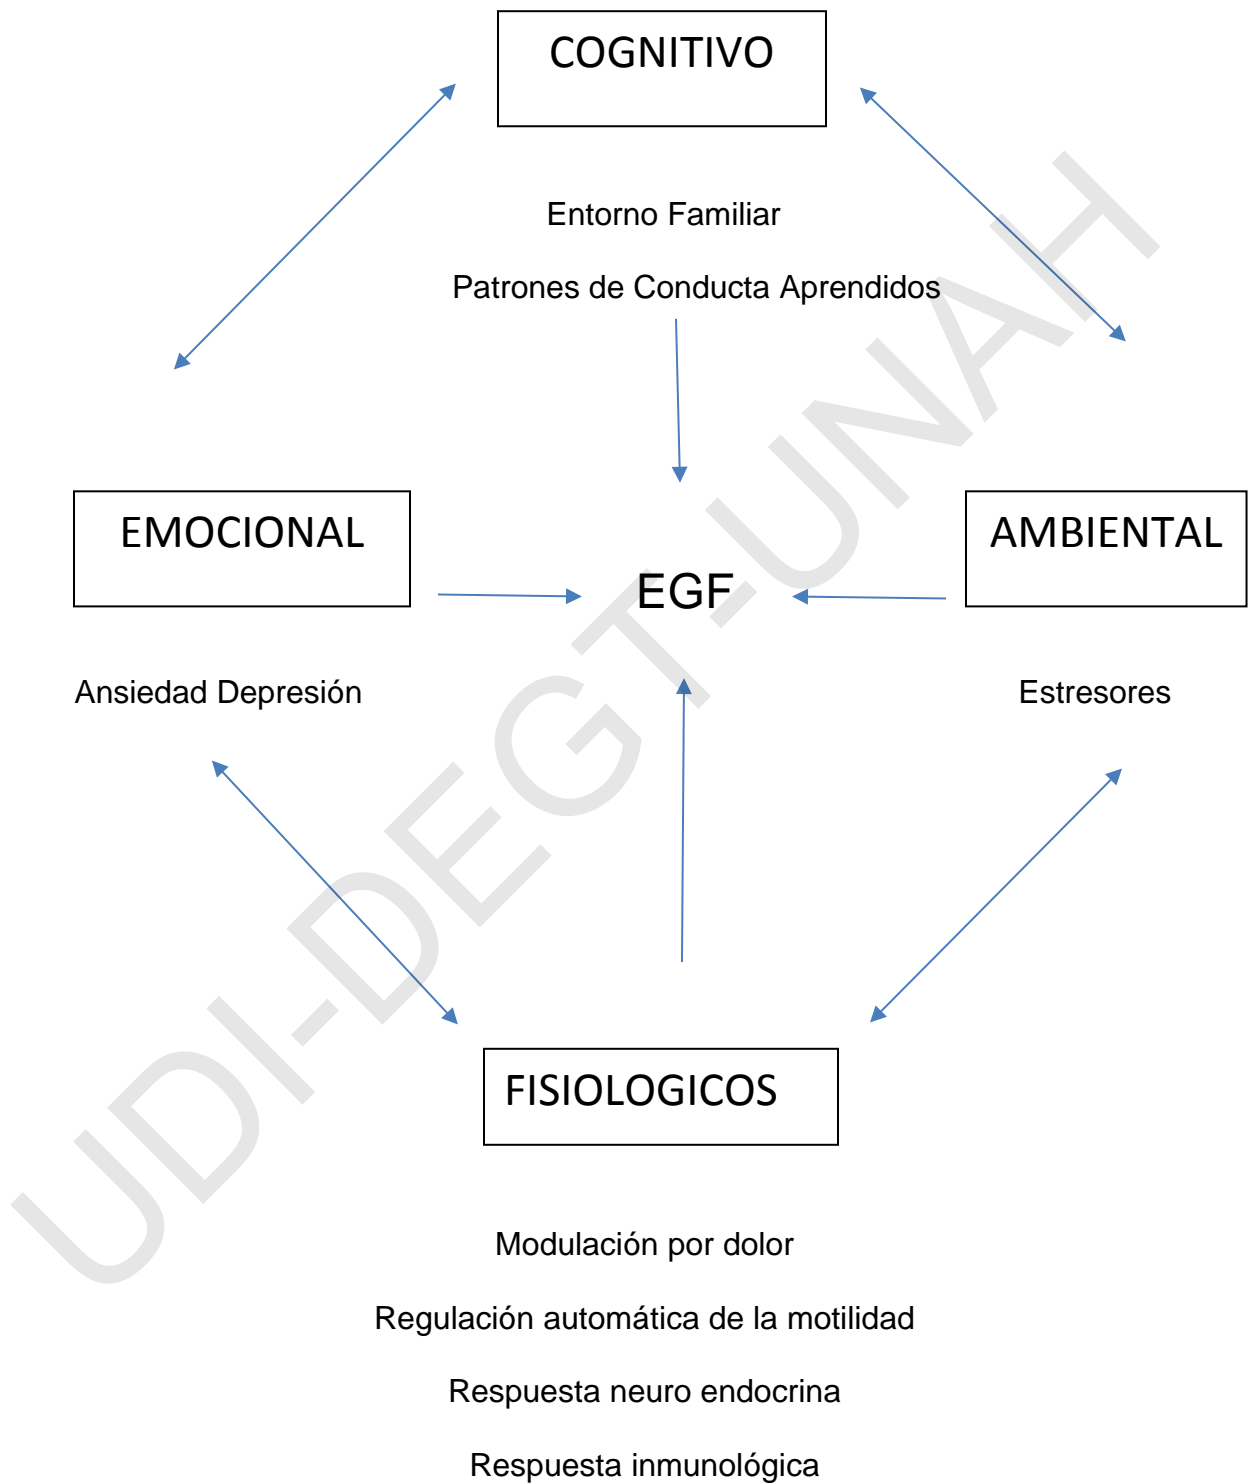 COGNITIVO
Entorno Familiar
Patrones de Conducta Aprendidos
EMOCIONAL
AMBIENTAL
EGF
Ansiedad Depresión
Estresores
FISIOLOGICOS
Modulación por dolor
Regulación automática de la motilidad
Respuesta neuro endocrina
Respuesta inmunológica
UDI-DEGT-UNAH